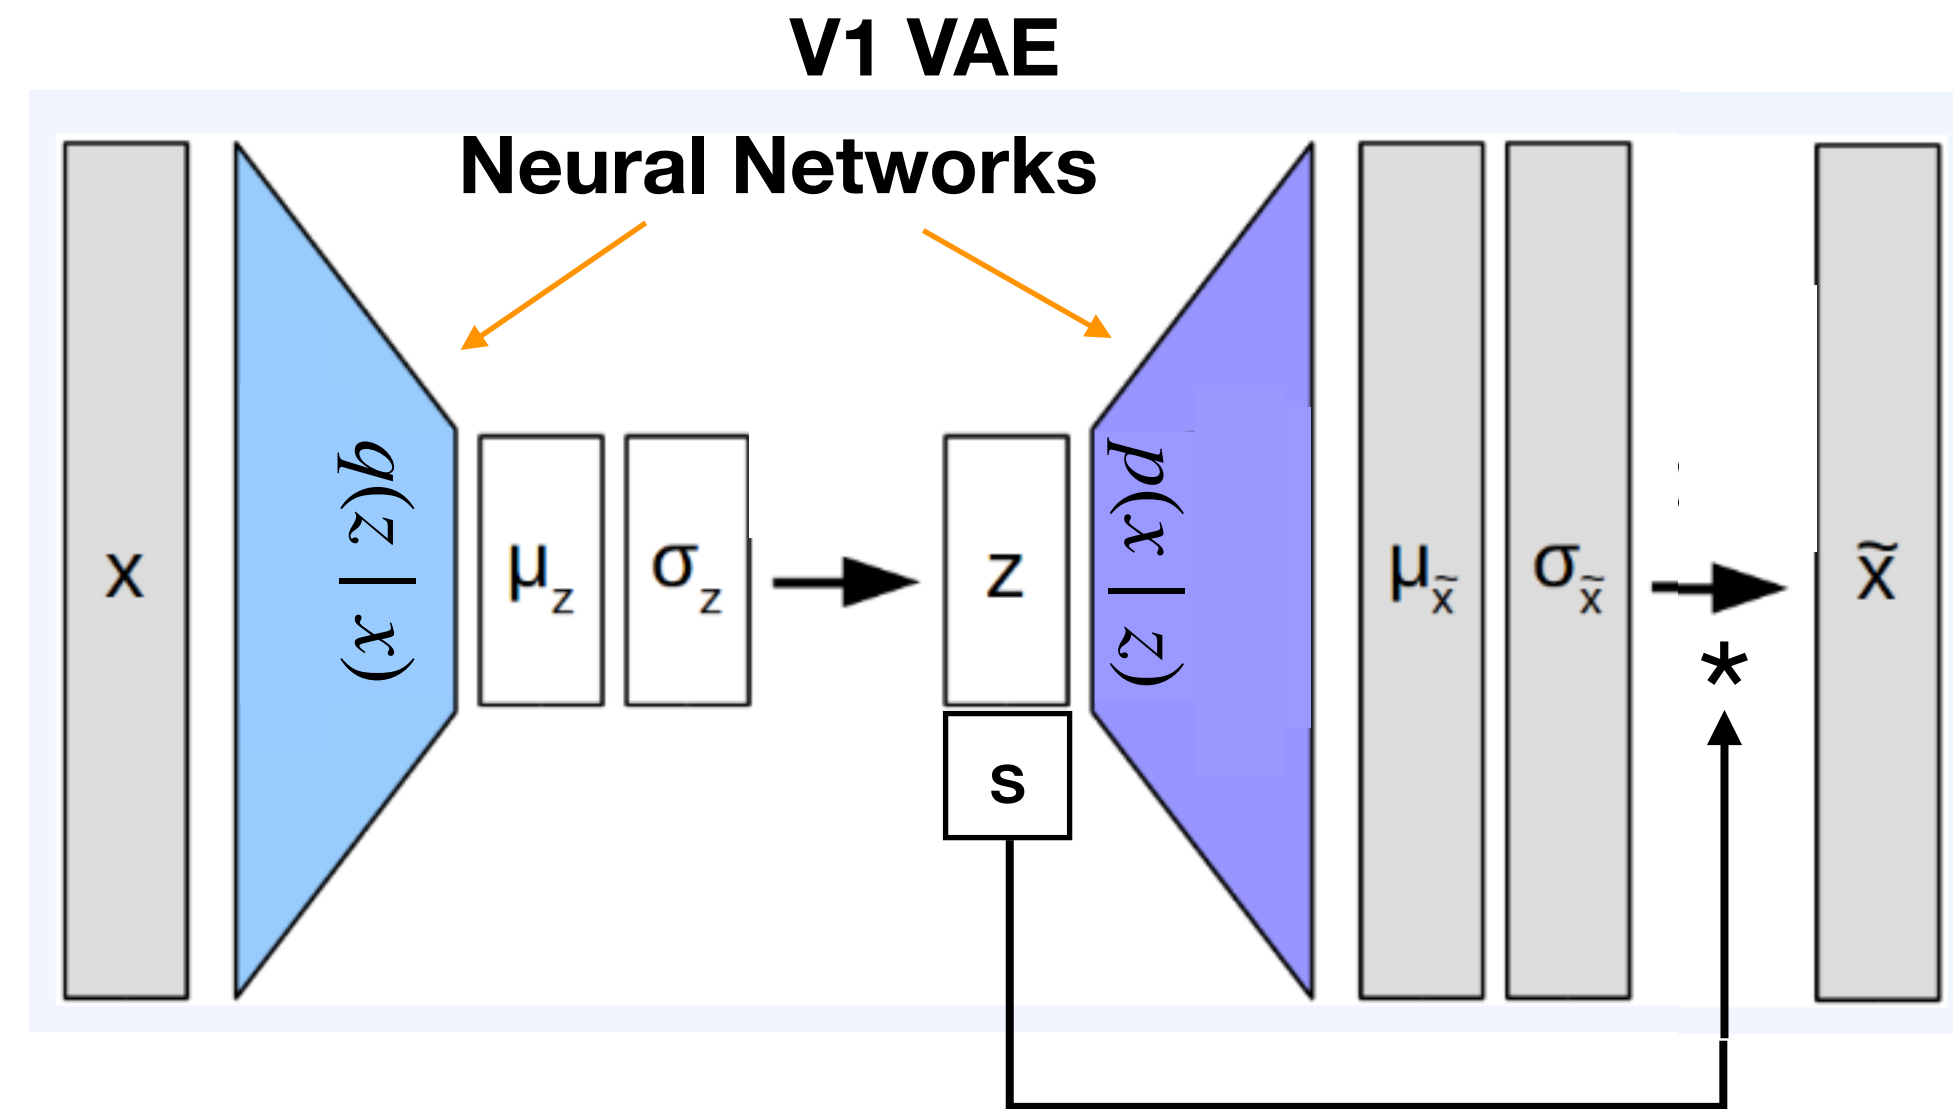 V1 VAE
Neural Networks
x
q(z | x)
μz
σz
z
s
p(x | z)
μx̃
σx̃
*
x̃